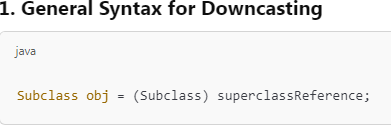 1. General Syntax for Downcasting
java
Subclass obj = (Subclass) superclassReference;